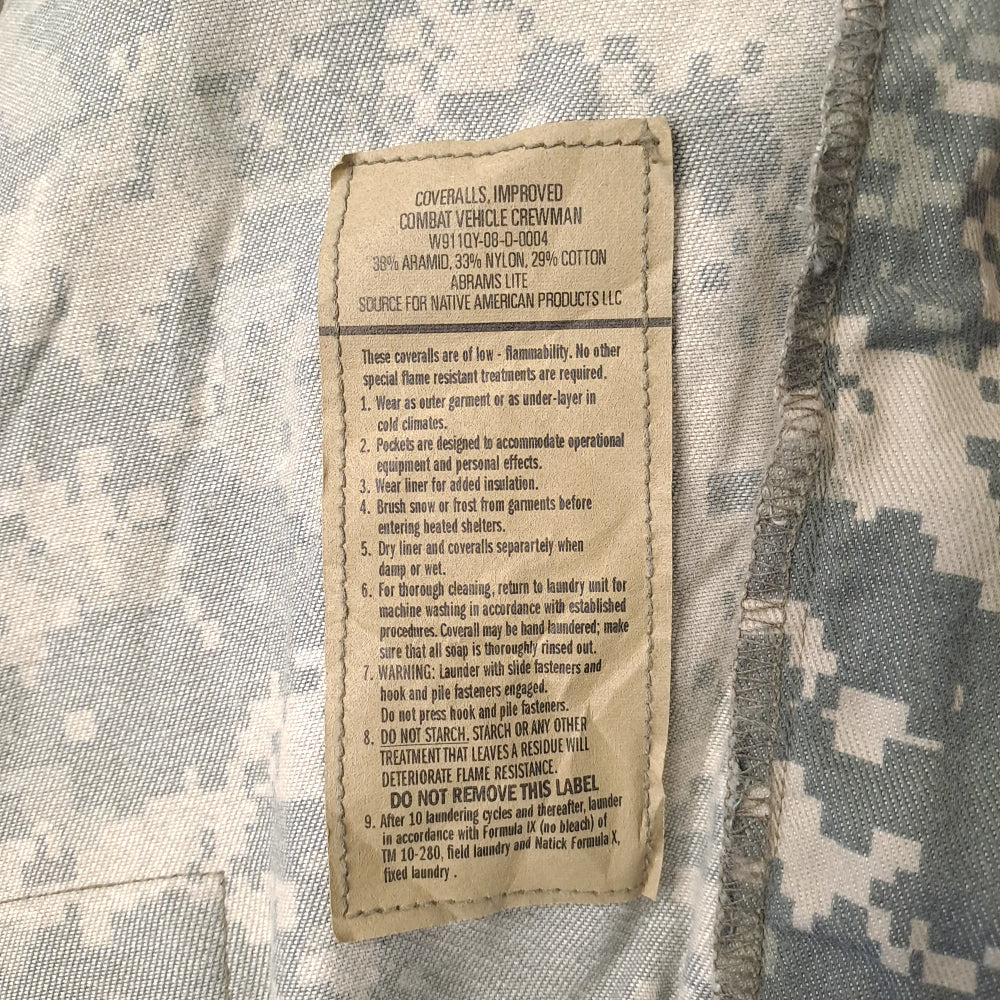 COVERALLS, IMPROVED
COMBAT VEHICLE CREWMAN
W911QY-08-D-0004
38% ARAMID, 33% NYLON, 29% COTTON
ABRAMS LITE
SOURCE FOR NATIVE AMERICAN PRODUCTS LLC
These coveralls are of low - flammability. No other
special flame resistant treatments are required.
1. Wear as outer garment or as under-layer in
cold climates.
2. Pockets are designed to accommodate operational
equipment and personal effects.
3. Wear liner for added insulation.
4. Brush snow or frost from garments before
entering heated shelters.
5. Dry liner and coveralls separartely when
damp or wet.
6. For thorough cleaning, return to laundry unit for
machine washing in accordance with established
procedures. Coverall may be hand laundered; make
sure that all soap is thoroughly rinsed out.
7. WARNING: Launder with slide fasteners and
hook and pile fasteners engaged.
Do not press hook and pile fasteners.
8. DO NOT STARCH, STARCH OR ANY OTHER
TREATMENT THAT LEAVES A RESIDUE WILL
DETERIORATE FLAME RESISTANCE.
DO NOT REMOVE THIS LABEL
9. After 10 laundering cycles and thereafter, launder
in accordance with Formula IX (no bleach) of
TM 10-280, field laundry and Natick Formula X,
fixed laundry .